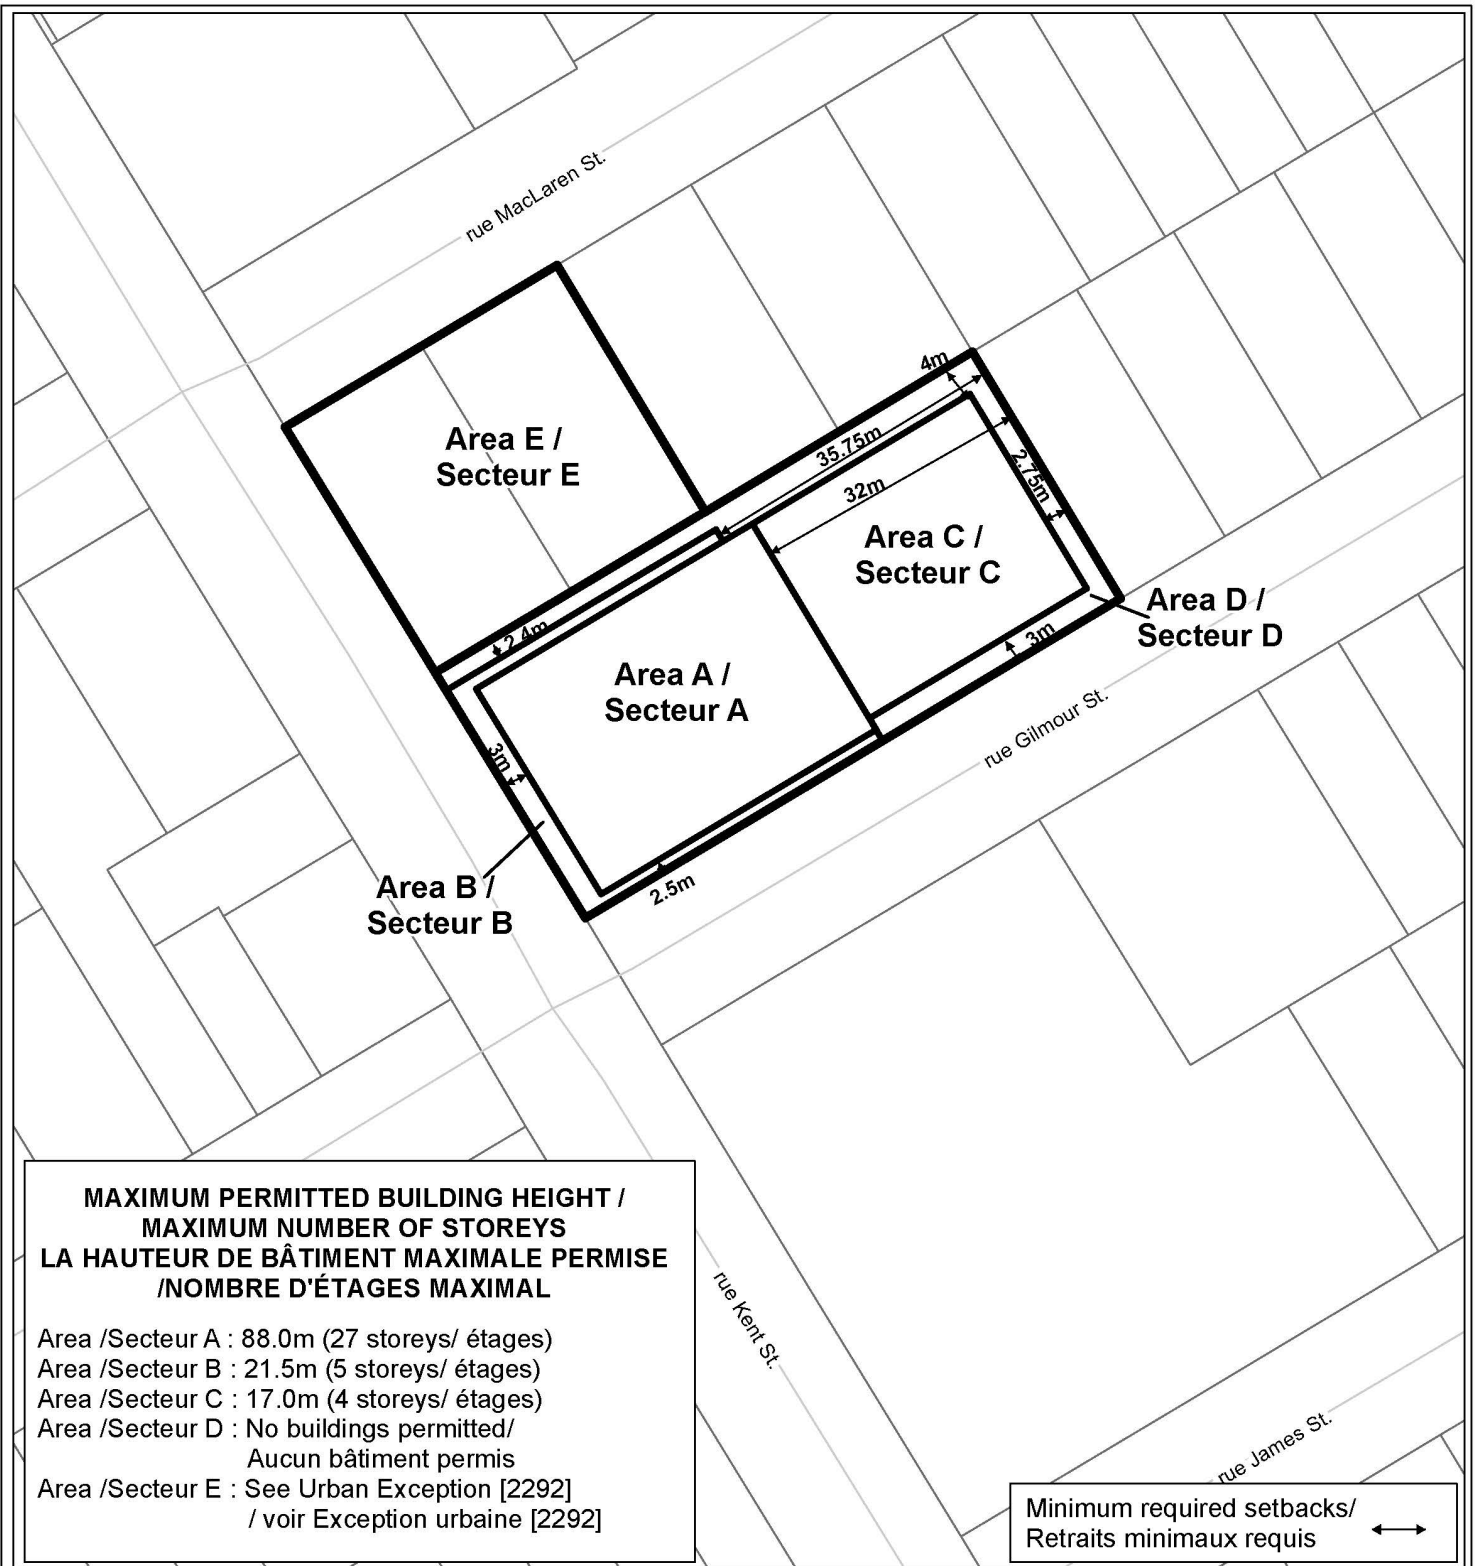 rue MacLaren St.
4m
35.75m
32m
2.75m
Area E /
Secteur E
Area C /
Secteur C
Area D /
Secteur D
2.4m
3m
Area A /
Secteur A
rue Gilmour St.
3m
Area B /
Secteur B
2.5m
MAXIMUM PERMITTED BUILDING HEIGHT /
MAXIMUM NUMBER OF STOREYS
LA HAUTEUR DE BÂTIMENT MAXIMALE PERMISE
/NOMBRE D'ÉTAGES MAXIMAL
Area /Secteur A : 88.0m (27 storeys/ étages)
Area /Secteur B : 21.5m (5 storeys/ étages)
Area /Secteur C : 17.0m (4 storeys/ étages)
Area /Secteur D : No buildings permitted/
Aucun bâtiment permis
Area /Secteur E : See Urban Exception [2292]
/ voir Exception urbaine [2292]
rue Kent St.
rue James St.
Minimum required setbacks/
Retraits minimaux requis